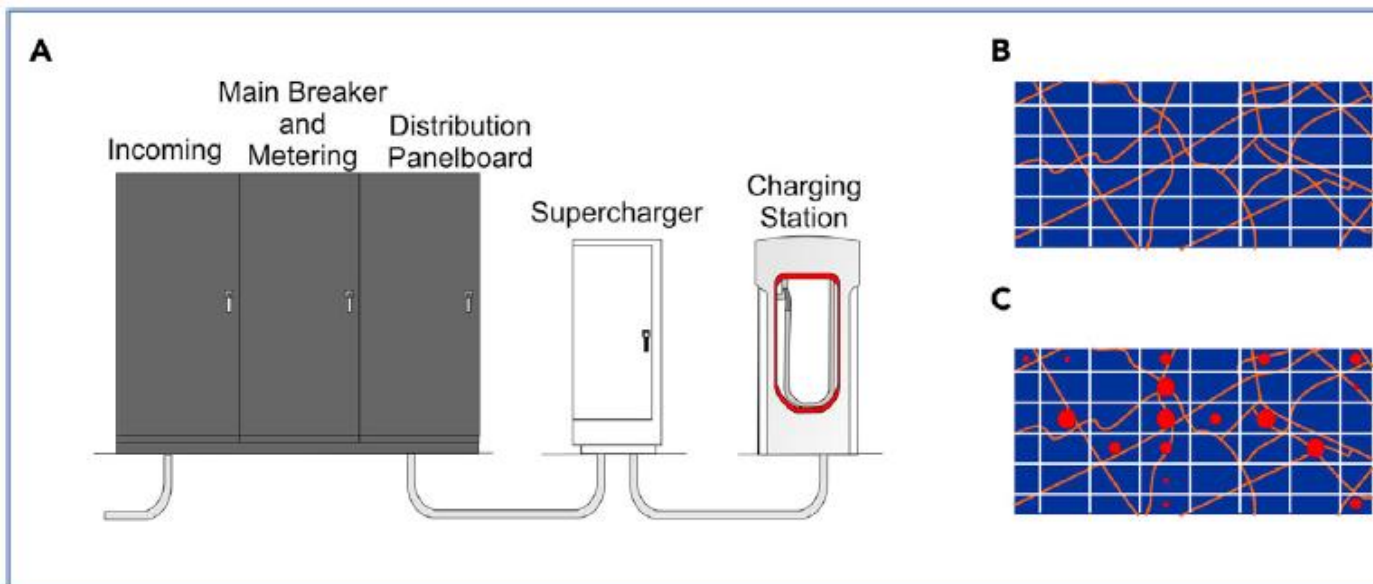 A
B
Main Breaker
and
Metering
Incoming
Distribution
Panelboard
Supercharger
Charging
Station
C